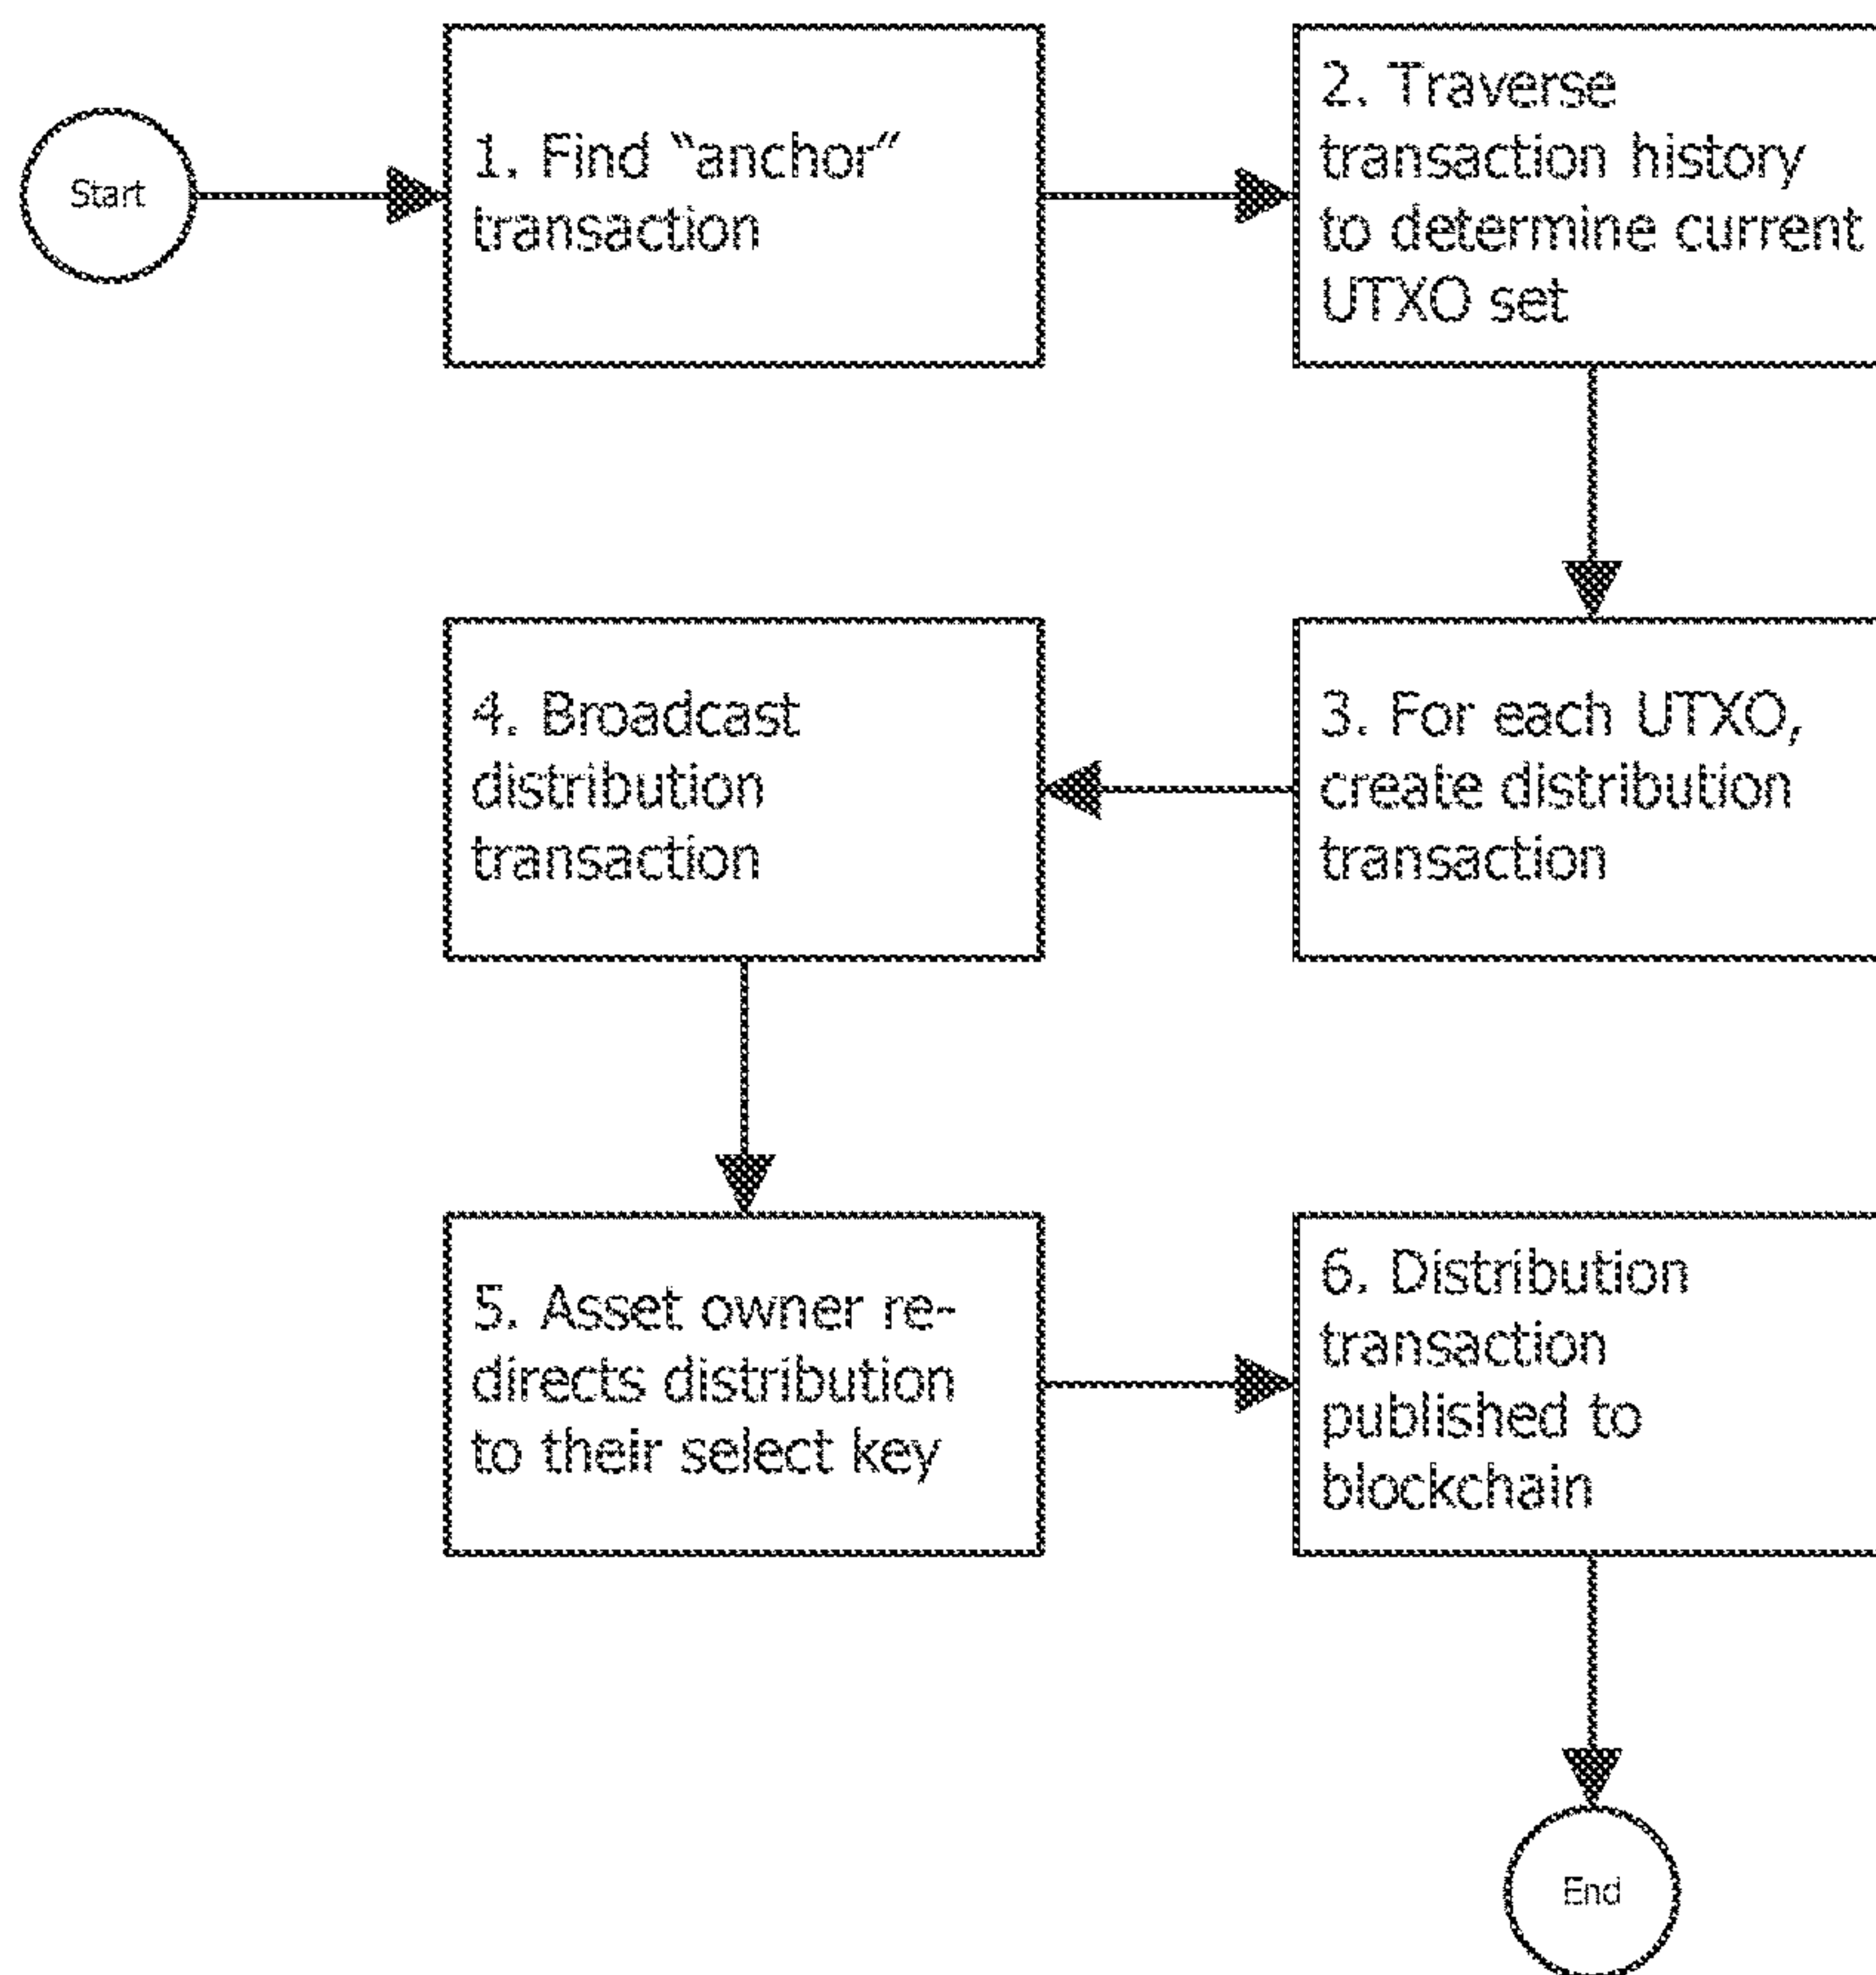 Start
1. Find “anchor”
transaction
2. Traverse
transaction history
to determine current
UTXO set
3. For each UTXO,
create distribution
transaction
4. Broadcast
distribution
transaction
5. Asset owner re-
directs distribution
to their select key
6. Distribution
transaction
published to
blockchain
End